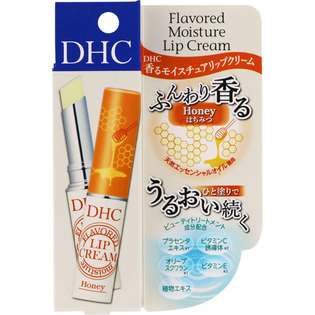 DHC
Flavored
Moisture
Lip Cream
DHC
香るモイスチュアリップクリーム
ふんわり香る
Honey
はちみつ
天然エッセンシャルオイル
ひと塗りで
うるおい続く
ビューティトリートメント
成分配合
プラセンタ
エキス
ビタミンC
誘導体
オリーブ
スクワラン
ビタミンE
植物エキス
DHC
FLAVORED
LIP
CREAM
MOISTURE
Honey